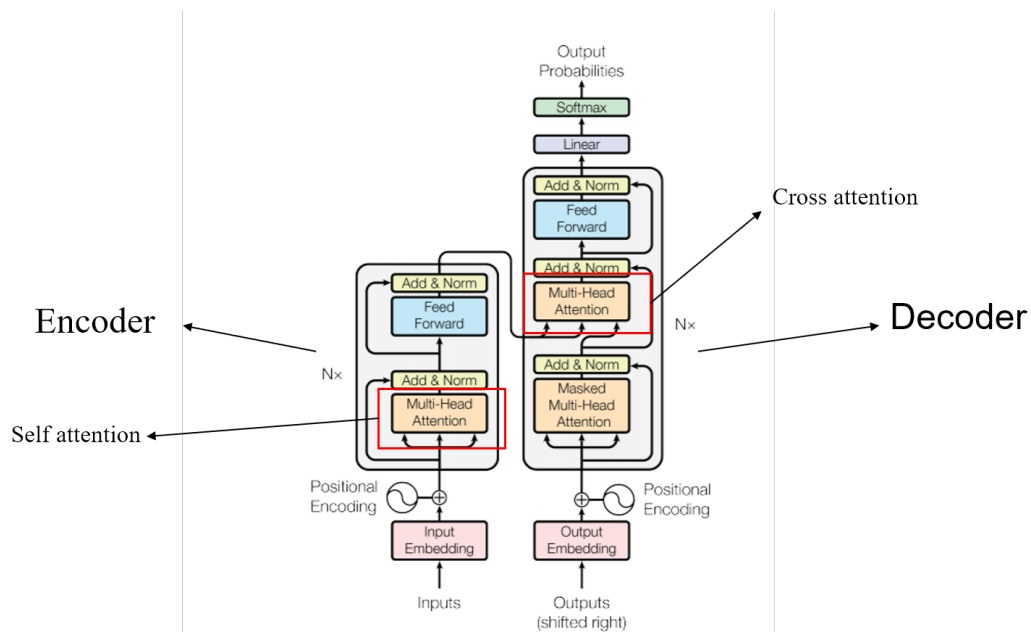 Output
Probabilities
Softmax
Linear
Add & Norm
Feed
Forward
Cross attention
Add & Norm
Multi-Head
Attention
N×
Decoder
Add & Norm
Masked
Multi-Head
Attention
Add & Norm
Feed
Forward
Encoder
N×
Add & Norm
Multi-Head
Attention
Self attention
Positional
Encoding
Positional
Encoding
Input
Embedding
Output
Embedding
Inputs
Outputs
(shifted right)